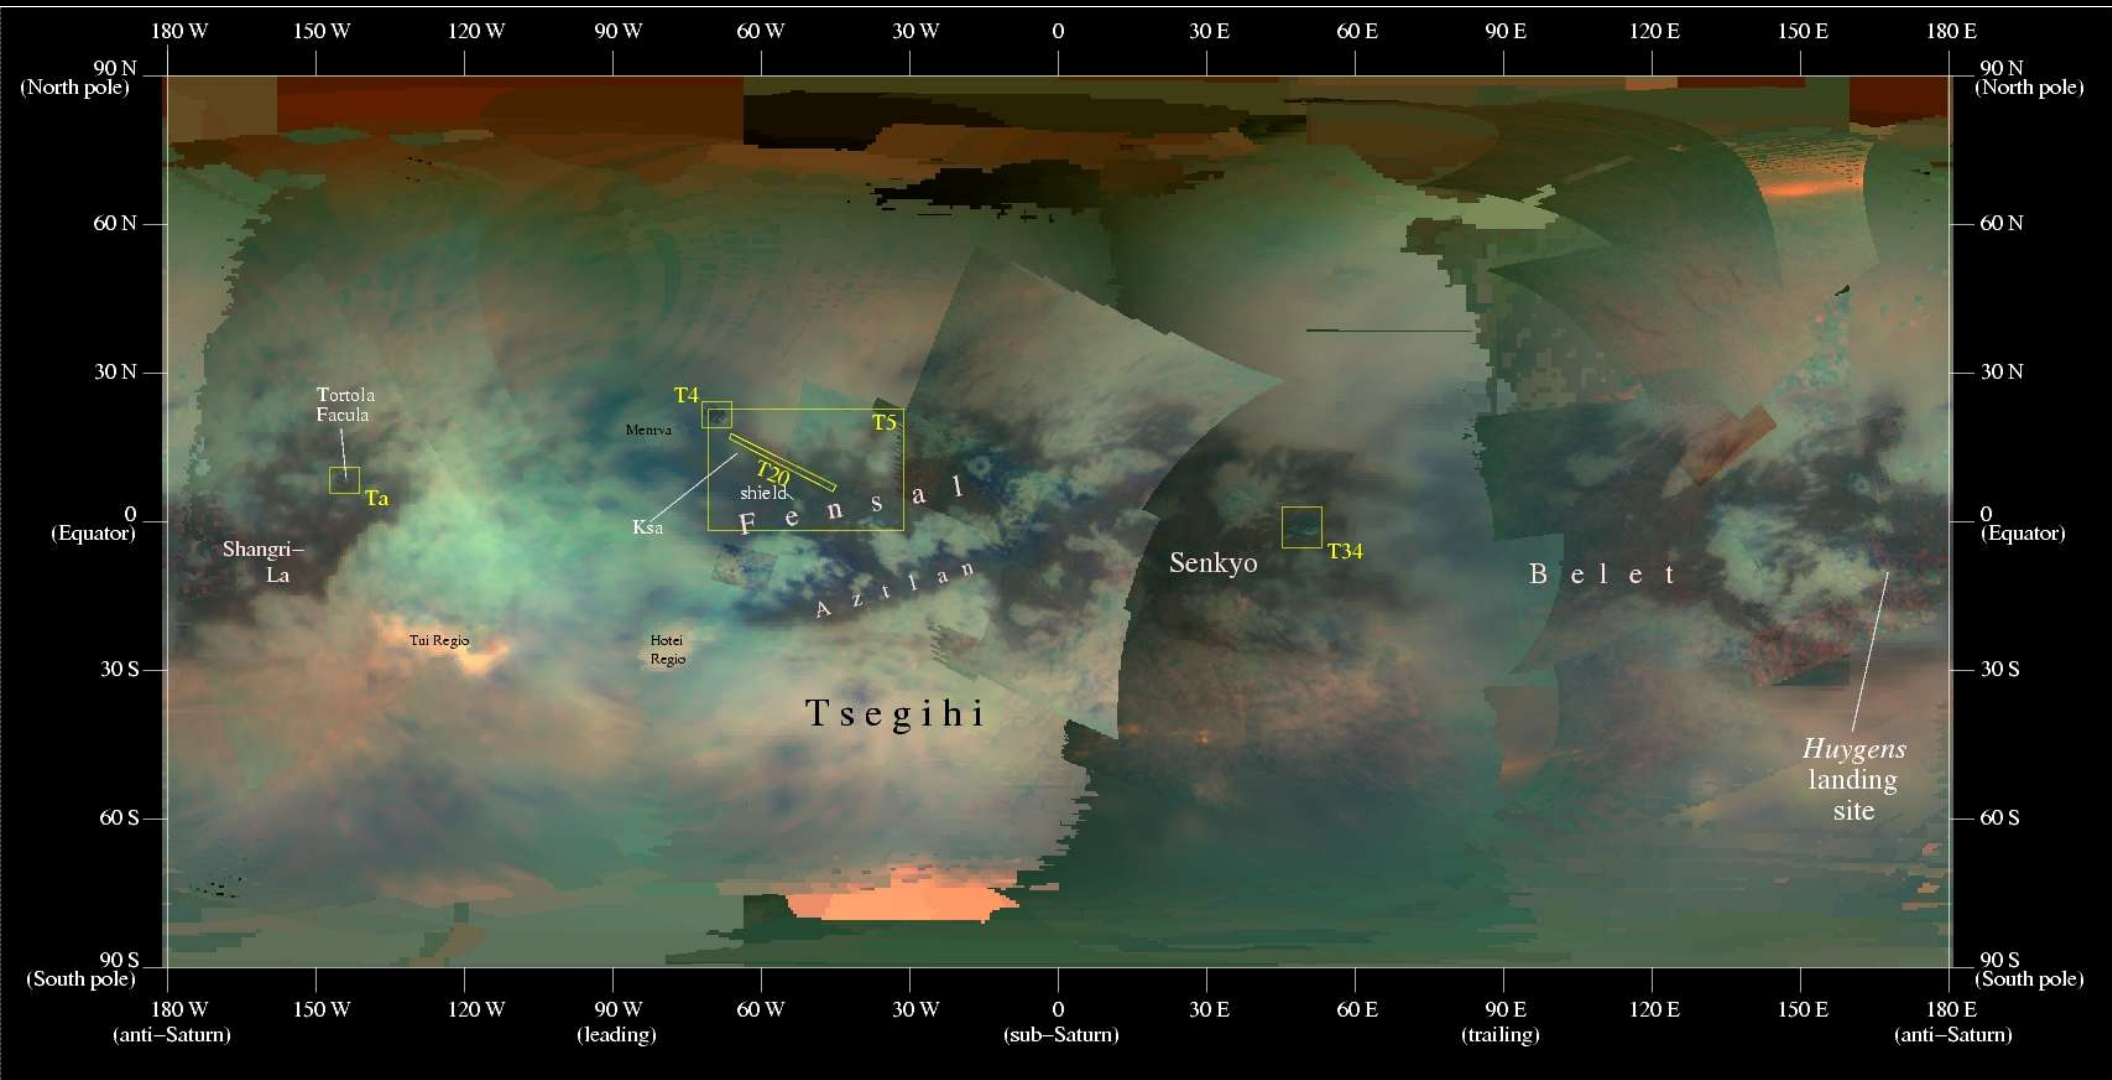 180 W 150 W 120 W 90 W 60 W 30 W 0 30 E 60 E 90 E 120 E 150 E 180 E
90 N
(North pole)
90 N
(North pole)
60 N
60 N
30 N
30 N
Tortola
Facula
T4
Menrva
T5
T20
Ta
shield
Fensal
Ksa
0
(Equator)
0
(Equator)
Shangri–
La
Senkyo
T34
Belet
Aztlan
Tui Regio
Hotei
Regio
30 S
30 S
Tsegihi
Huygens
landing
site
60 S
60 S
90 S
(South pole)
90 S
(South pole)
180 W 150 W 120 W 90 W 60 W 30 W 0 30 E 60 E 90 E 120 E 150 E 180 E
(anti–Saturn) (leading) (sub–Saturn) (trailing) (anti–Saturn)